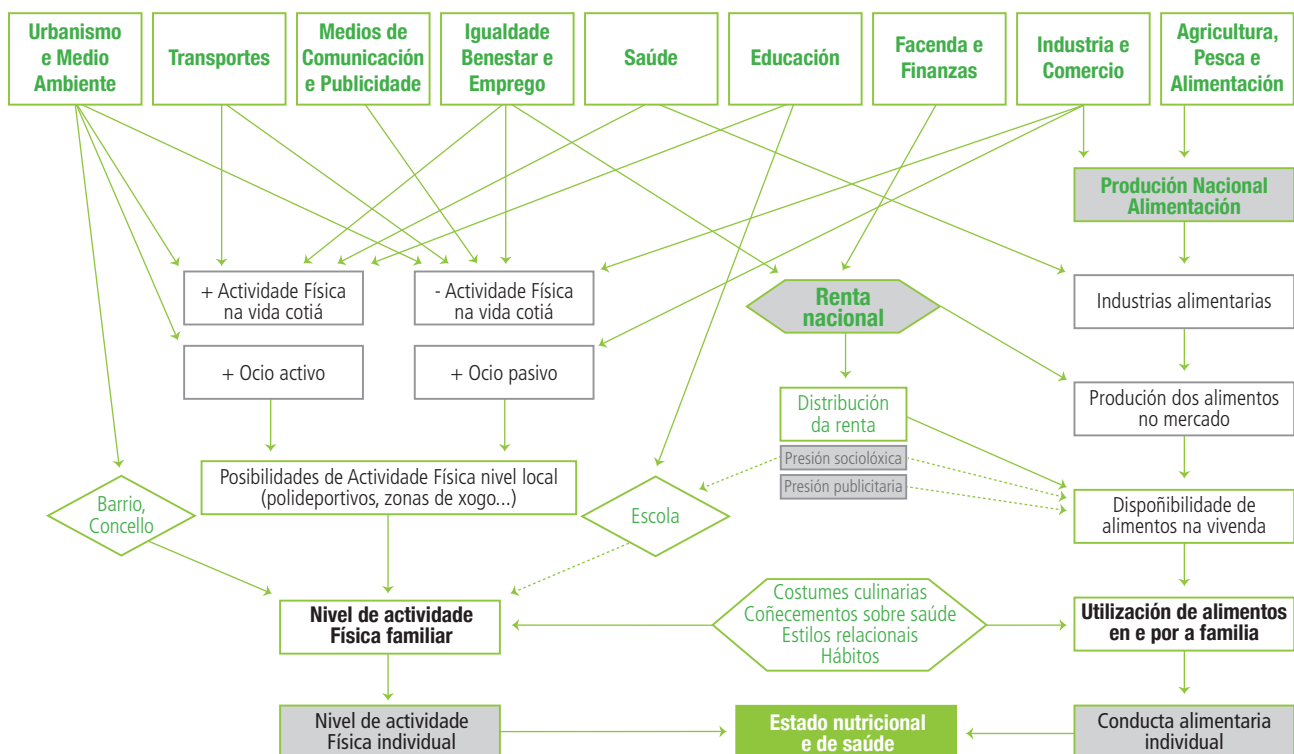 Urbanismo
e Medio
Ambiente
Transportes
Medios de
Comunicación
e Publicidade
Igualdade
Benestar e
Emprego
Saúde
Educación
Facenda e
Finanzas
Industria e
Comercio
Agricultura,
Pesca e
Alimentación
Produción Nacional
Alimentación
+ Actividade Física
na vida cotiá
- Actividade Física
na vida cotiá
Renta
nacional
Industrias alimentarias
+ Ocio activo
+ Ocio pasivo
Distribución
da renta
Produción dos alimentos
no mercado
Presión sociolóxica
Presión publicitaria
Barrio,
Concello
Posibilidades de Actividade Física nivel local
(polideportivos, zonas de xogo...)
Escola
Dispoñibilidade de
alimentos na vivenda
Nivel de actividade
Física familiar
Costumes culinarias
Coñecementos sobre saúde
Estilos relacionais
Hábitos
Utilización de alimentos
en e por a familia
Nivel de actividade
Física individual
Estado nutricional
e de saúde
Conducta alimentaria
individual